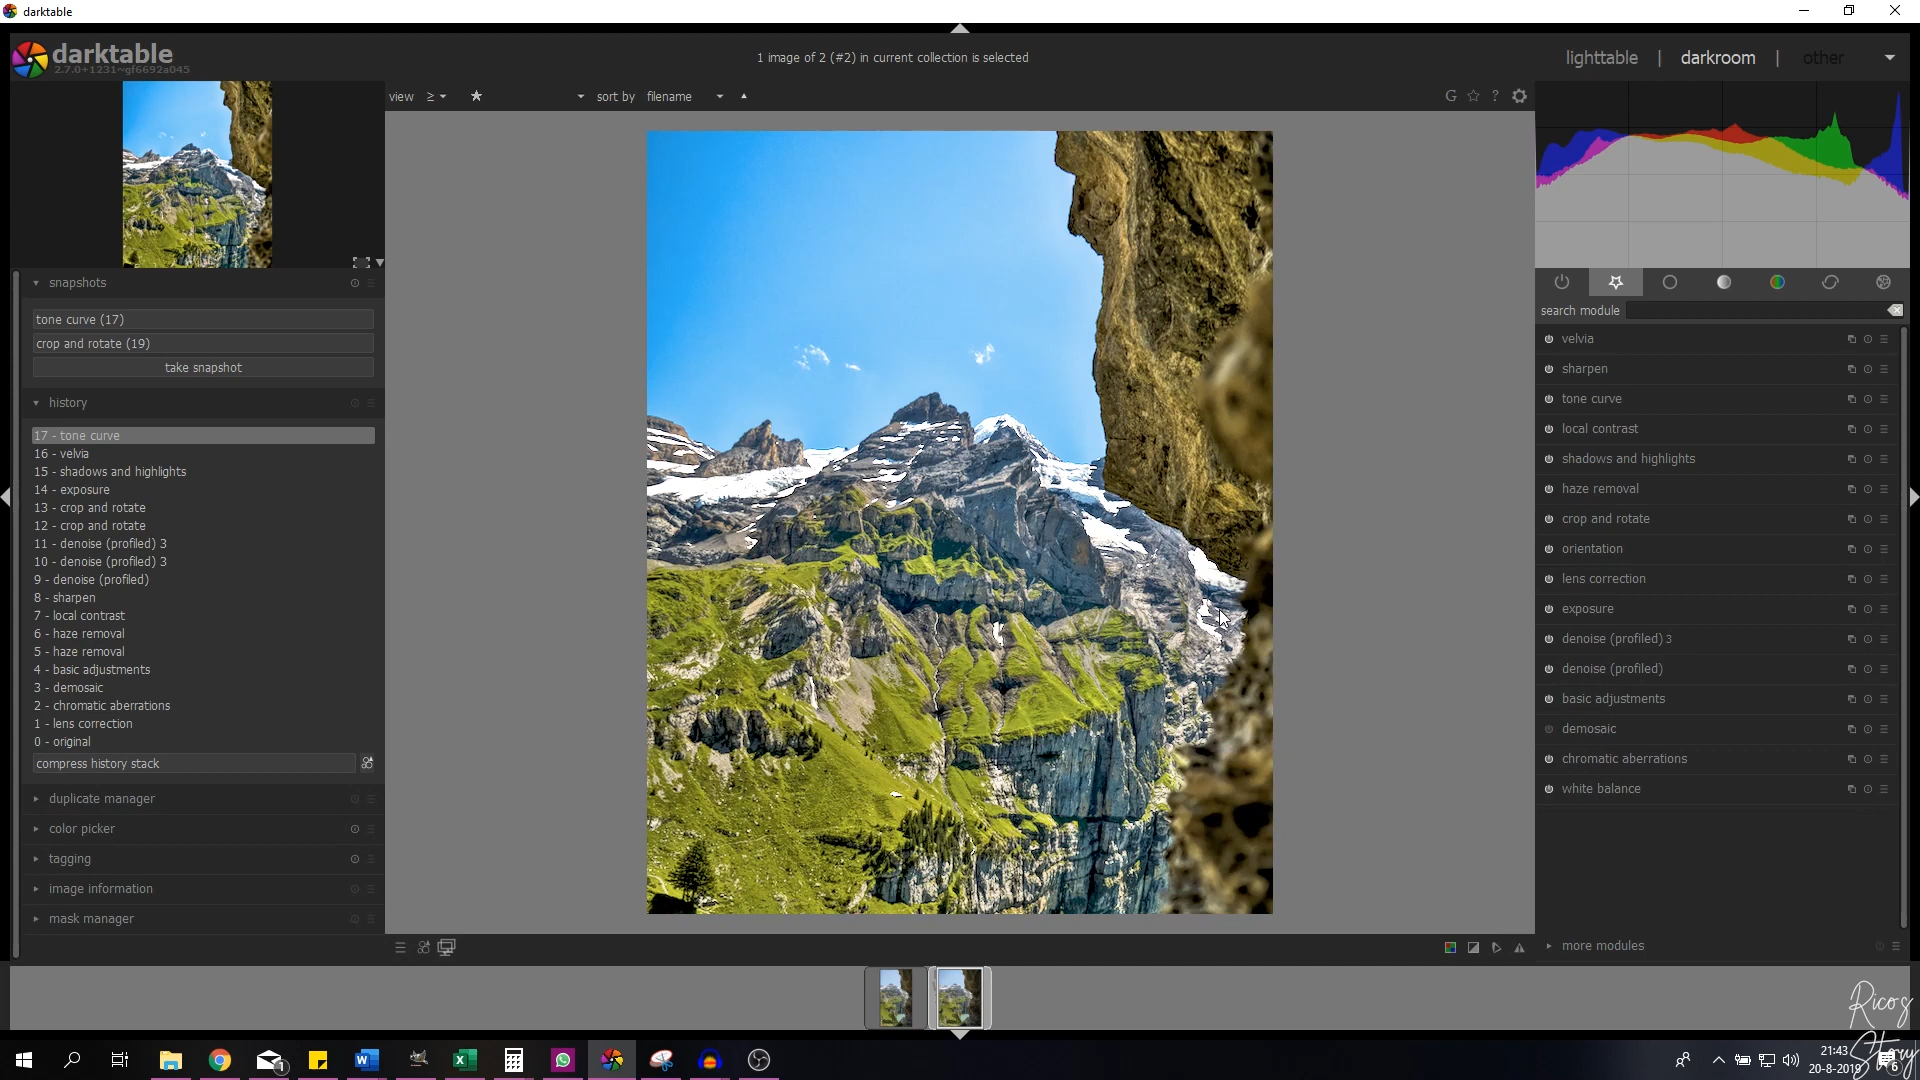 darktable
darktable
2.7.0+1231~gf6692a045
1 image of 2 (#2) in current collection is selected
lighttable | darkroom | other
view ≥ sort by filename
G ?
snapshots
tone curve (17)
crop and rotate (19)
take snapshot
history
17 - tone curve
16 - velvia
15 - shadows and highlights
14 - exposure
13 - crop and rotate
12 - crop and rotate
11 - denoise (profiled) 3
10 - denoise (profiled) 3
9 - denoise (profiled)
8 - sharpen
7 - local contrast
6 - haze removal
5 - haze removal
4 - basic adjustments
3 - demosaic
2 - chromatic aberrations
1 - lens correction
0 - original
compress history stack
duplicate manager
color picker
tagging
image information
mask manager
search module
velvia
sharpen
tone curve
local contrast
shadows and highlights
haze removal
crop and rotate
orientation
lens correction
exposure
denoise (profiled) 3
denoise (profiled)
basic adjustments
demosaic
chromatic aberrations
white balance
more modules
Rico's
Story
1
21:43
20-8-2019
6